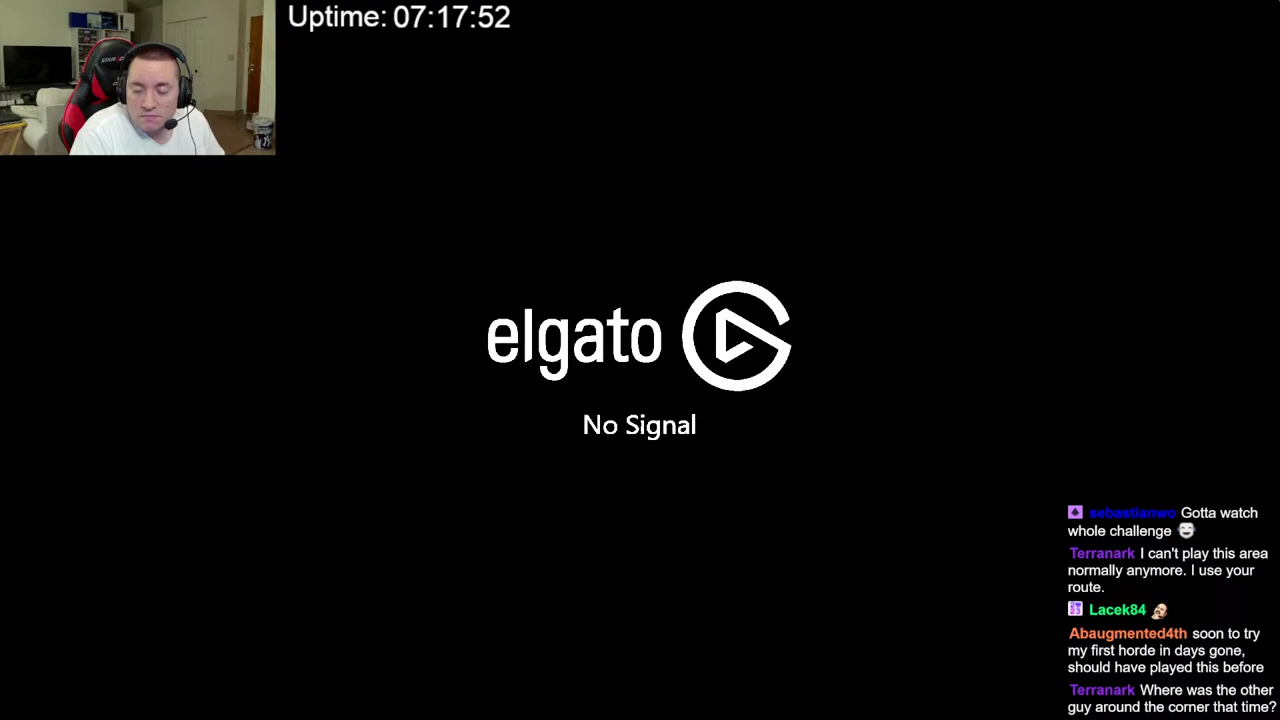 Uptime: 07:17:52
elgato
No Signal
sebastianwo Gotta watch
whole challenge
Terranark I can't play this area
normally anymore. I use your
route.
Lacek84
Abaugmented4th soon to try
my first horde in days gone,
should have played this before
Terranark Where was the other
guy around the corner that time?